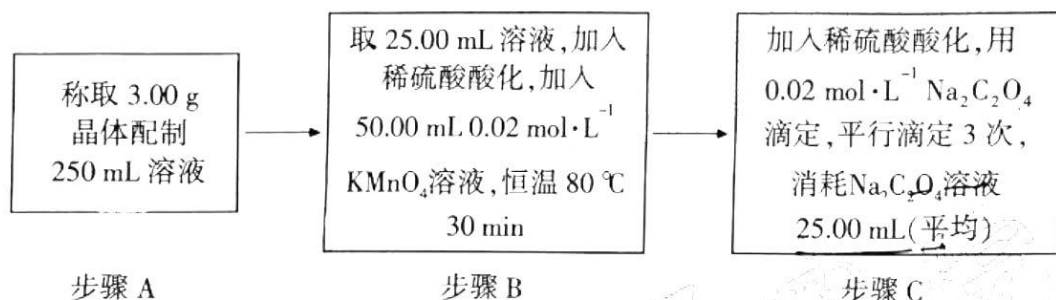 称取 3.00 g
晶体配制
250 mL 溶液
步骤 A
取 25.00 mL 溶液,加入
稀硫酸酸化,加入
50.00 mL 0.02 mol·L⁻¹
KMnO₄溶液,恒温 80 ℃
30 min
步骤 B
加入稀硫酸酸化,用
0.02 mol·L⁻¹ Na₂C₂O₄
滴定,平行滴定 3 次,
消耗Na₂C₂O₄溶液
25.00 mL(平均)
步骤 C